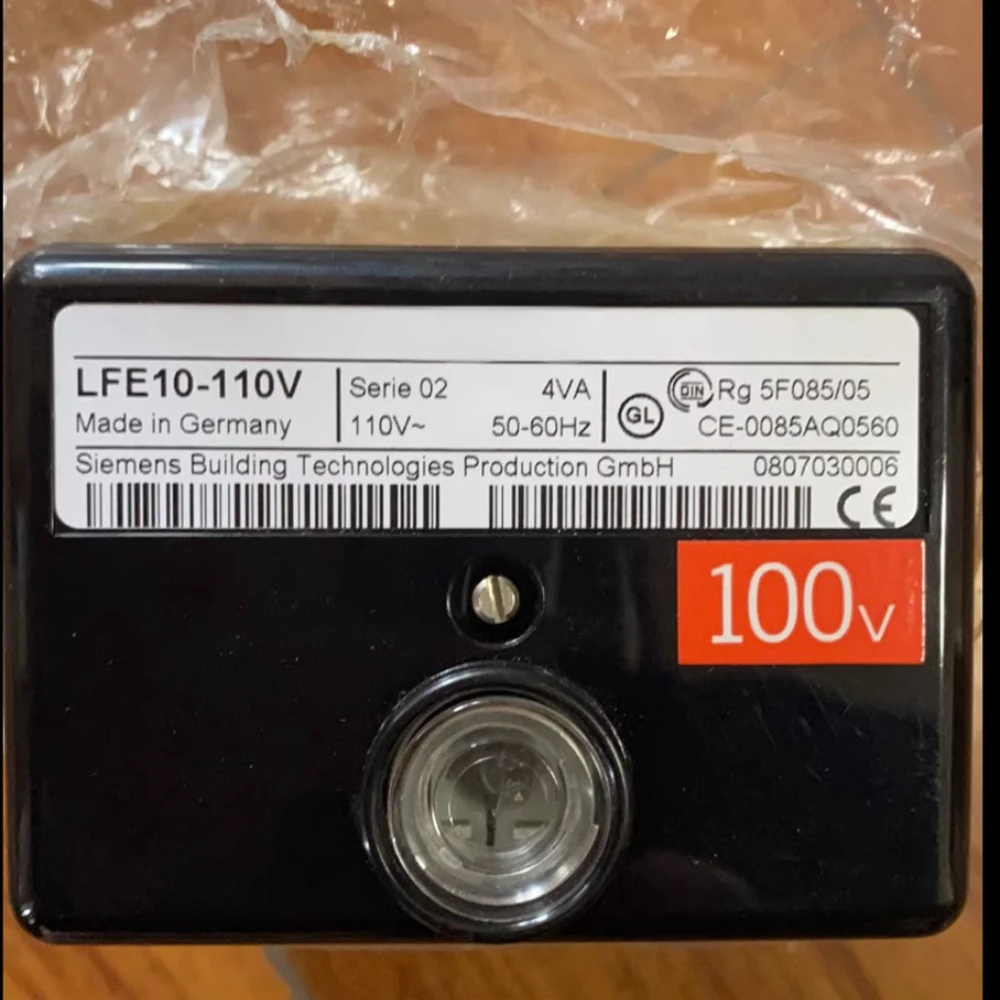 LFE10-110V
Made in Germany
Serie 02 4VA
110V~ 50-60Hz
GL
DIN Rg 5F085/05
CE-0085AQ0560
Siemens Building Technologies Production GmbH 0807030006
CE
100v